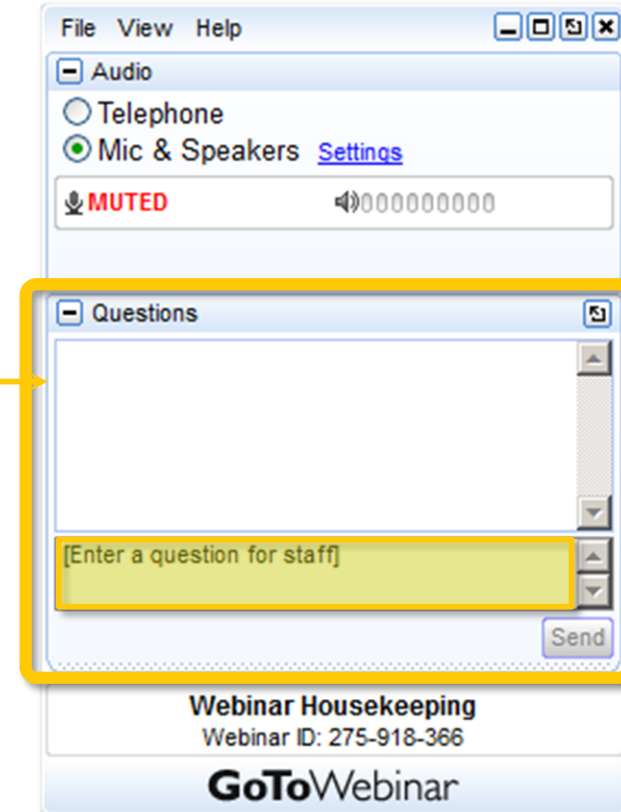 File View Help
Audio
Telephone
Mic & Speakers Settings
MUTED 000000000
Questions
[Enter a question for staff]
Send
Webinar Housekeeping
Webinar ID: 275-918-366
GoToWebinar